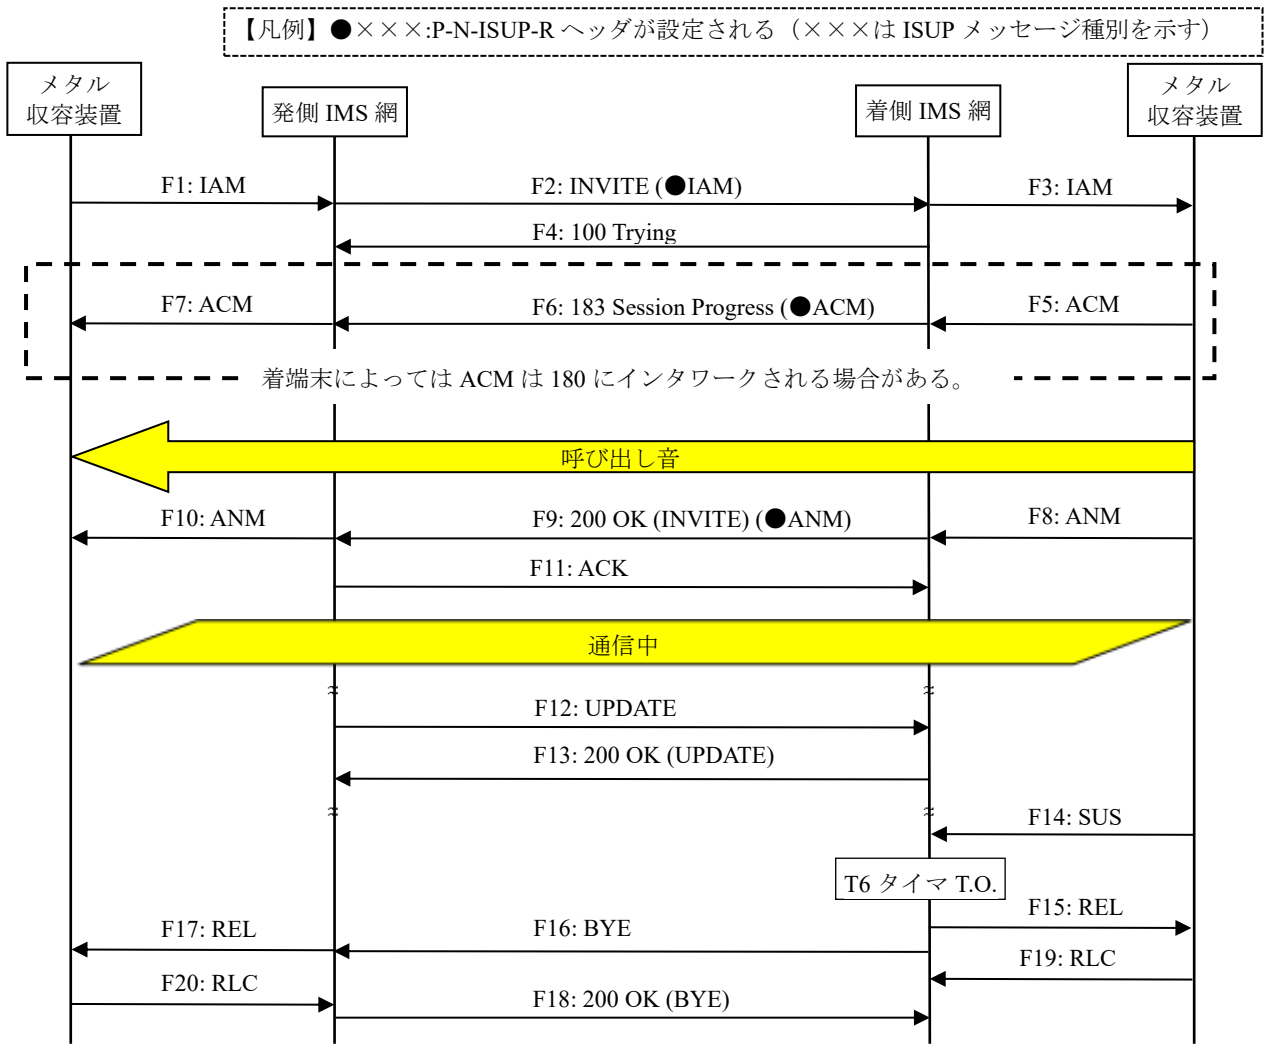 【凡例】●×××:P-N-ISUP-R ヘッダが設定される（×××は ISUP メッセージ種別を示す）
メタル
収容装置
発側 IMS 網
着側 IMS 網
メタル
収容装置
F1: IAM
F2: INVITE (●IAM)
F3: IAM
F4: 100 Trying
F7: ACM
F6: 183 Session Progress (●ACM)
F5: ACM
着端末によっては ACM は 180 にインタワークされる場合がある。
呼び出し音
F10: ANM
F9: 200 OK (INVITE) (●ANM)
F8: ANM
F11: ACK
通信中
≈
≈
F12: UPDATE
F13: 200 OK (UPDATE)
≈
≈
F14: SUS
T6 タイマ T.O.
F15: REL
F17: REL
F16: BYE
F19: RLC
F20: RLC
F18: 200 OK (BYE)